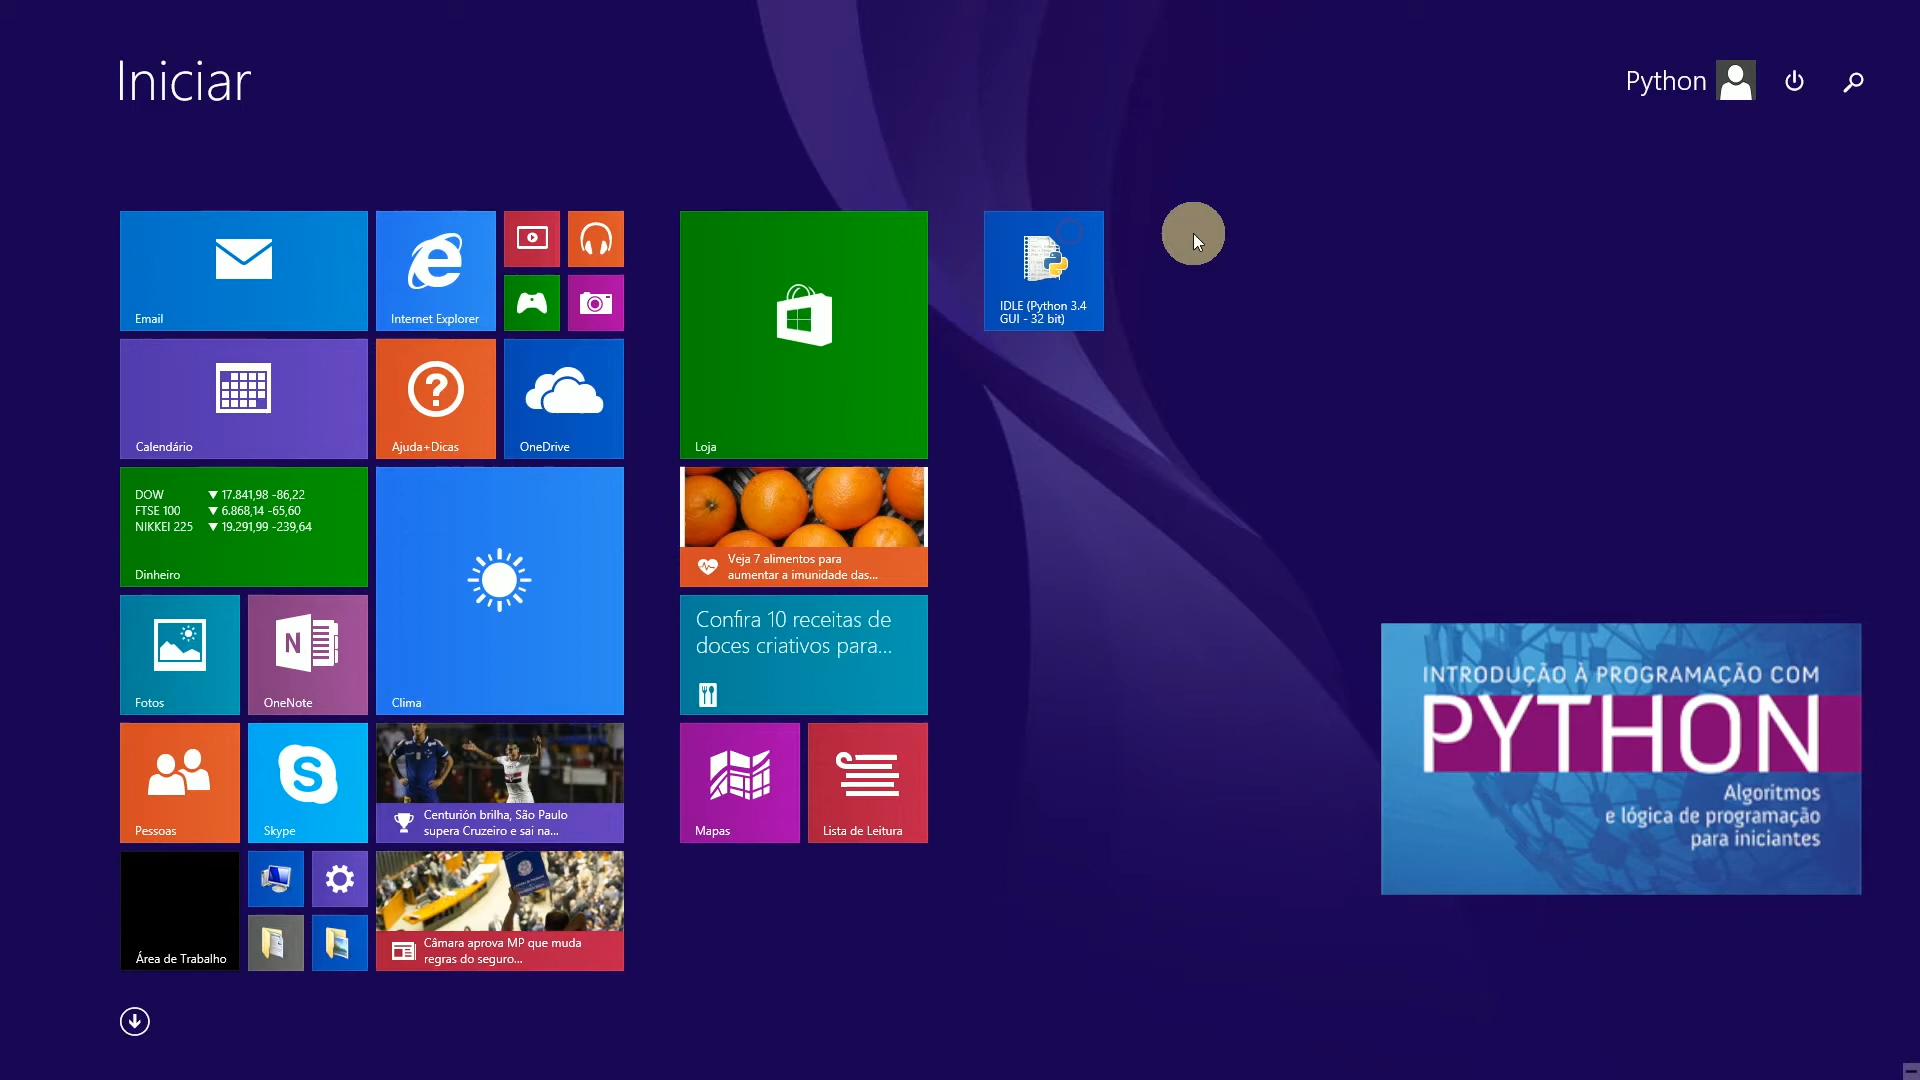 Iniciar
Python
Email
Internet Explorer
Calendário
Ajuda+Dicas
OneDrive
DOW ▼ 17.841,98 -86,22
FTSE 100 ▼ 6.868,14 -65,60
NIKKEI 225 ▼ 19.291,99 -239,64
Dinheiro
Clima
Fotos
N
OneNote
Pessoas
S
Skype
Centurión brilha, São Paulo
supera Cruzeiro e sai na...
Área de Trabalho
Câmara aprova MP que muda
regras do seguro...
Loja
Veja 7 alimentos para
aumentar a imunidade das...
Confira 10 receitas de
doces criativos para...
Mapas
Lista de Leitura
IDLE (Python 3.4
GUI - 32 bit)
INTRODUÇÃO À PROGRAMAÇÃO COM
PYTHON
Algoritmos
e lógica de programação
para iniciantes